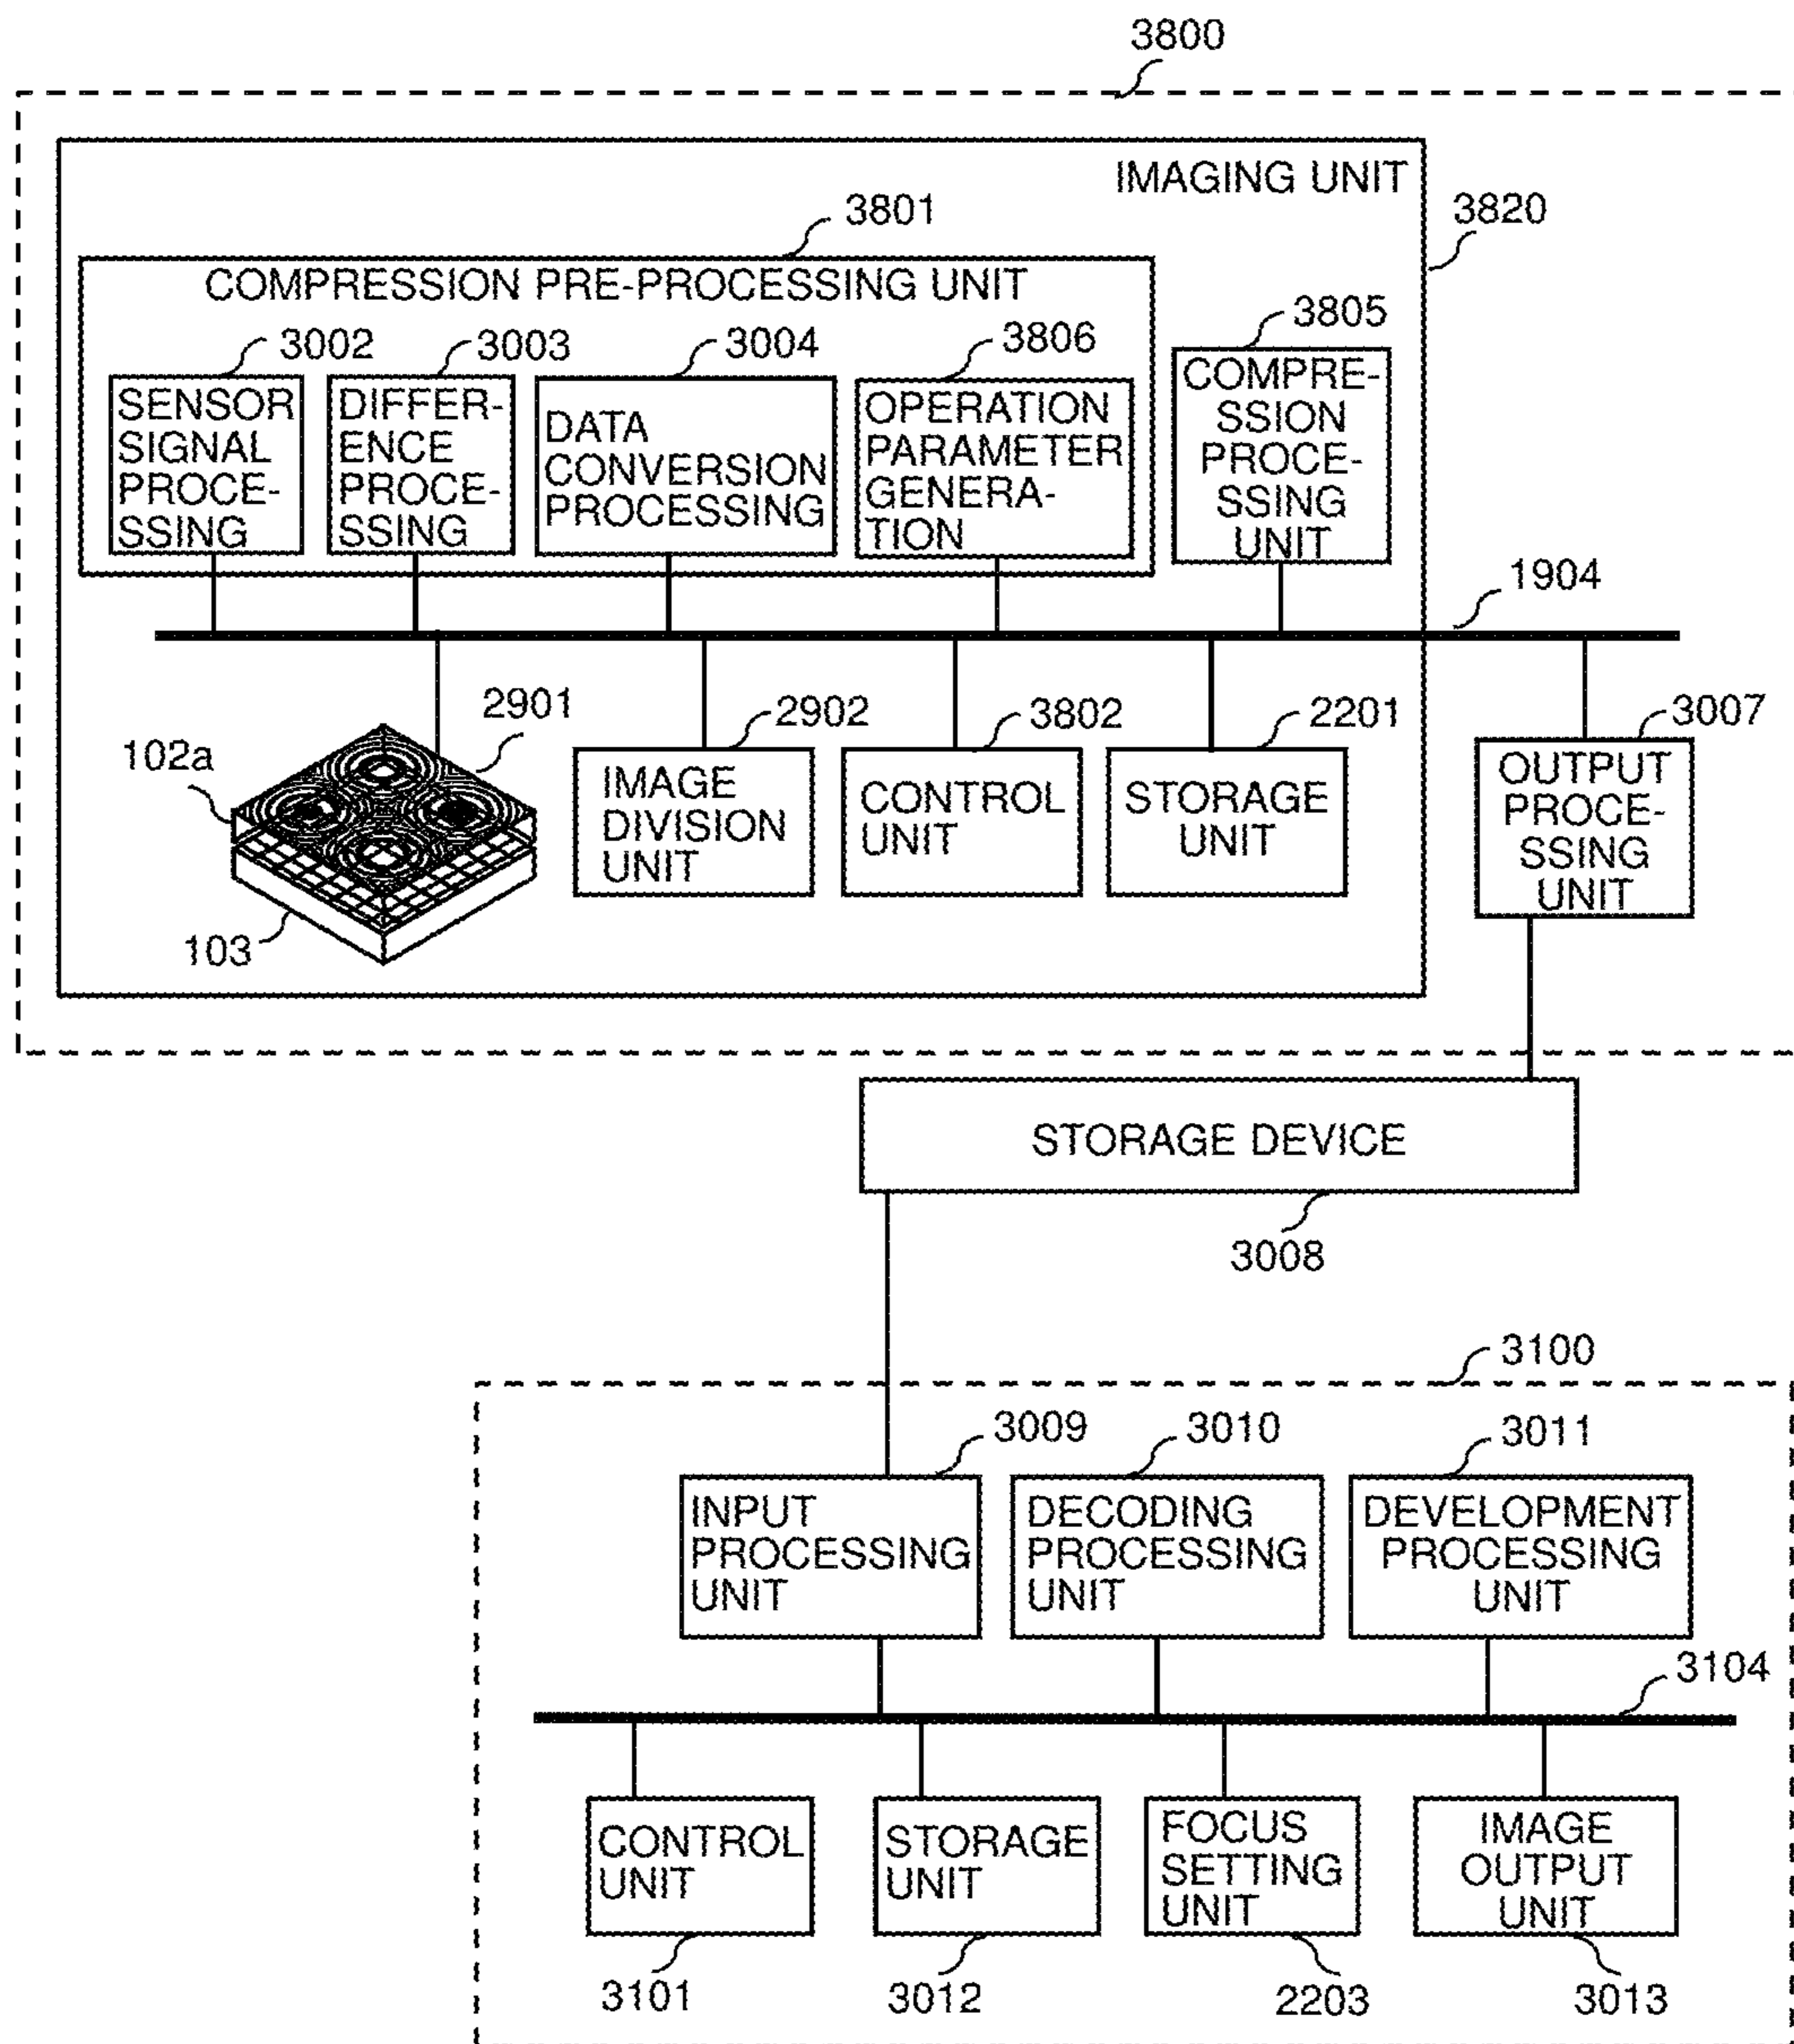 3800
IMAGING UNIT
3820
3801
COMPRESSION PRE-PROCESSING UNIT
3002
3003
3004
3806
3805
SENSOR
SIGNAL
PROCE-
SSING
DIFFER-
ENCE
PROCE-
SSING
DATA
CONVERSION
PROCESSING
OPERATION
PARAMETER
GENERA-
TION
COMPRE-
SSION
PROCE-
SSING
UNIT
1904
102a
2901
103
2902
IMAGE
DIVISION
UNIT
3802
CONTROL
UNIT
2201
STORAGE
UNIT
3007
OUTPUT
PROCE-
SSING
UNIT
STORAGE DEVICE
3008
3100
3009
INPUT
PROCESSING
UNIT
3010
DECODING
PROCESSING
UNIT
3011
DEVELOPMENT
PROCESSING
UNIT
3104
CONTROL
UNIT
3101
STORAGE
UNIT
3012
FOCUS
SETTING
UNIT
2203
IMAGE
OUTPUT
UNIT
3013